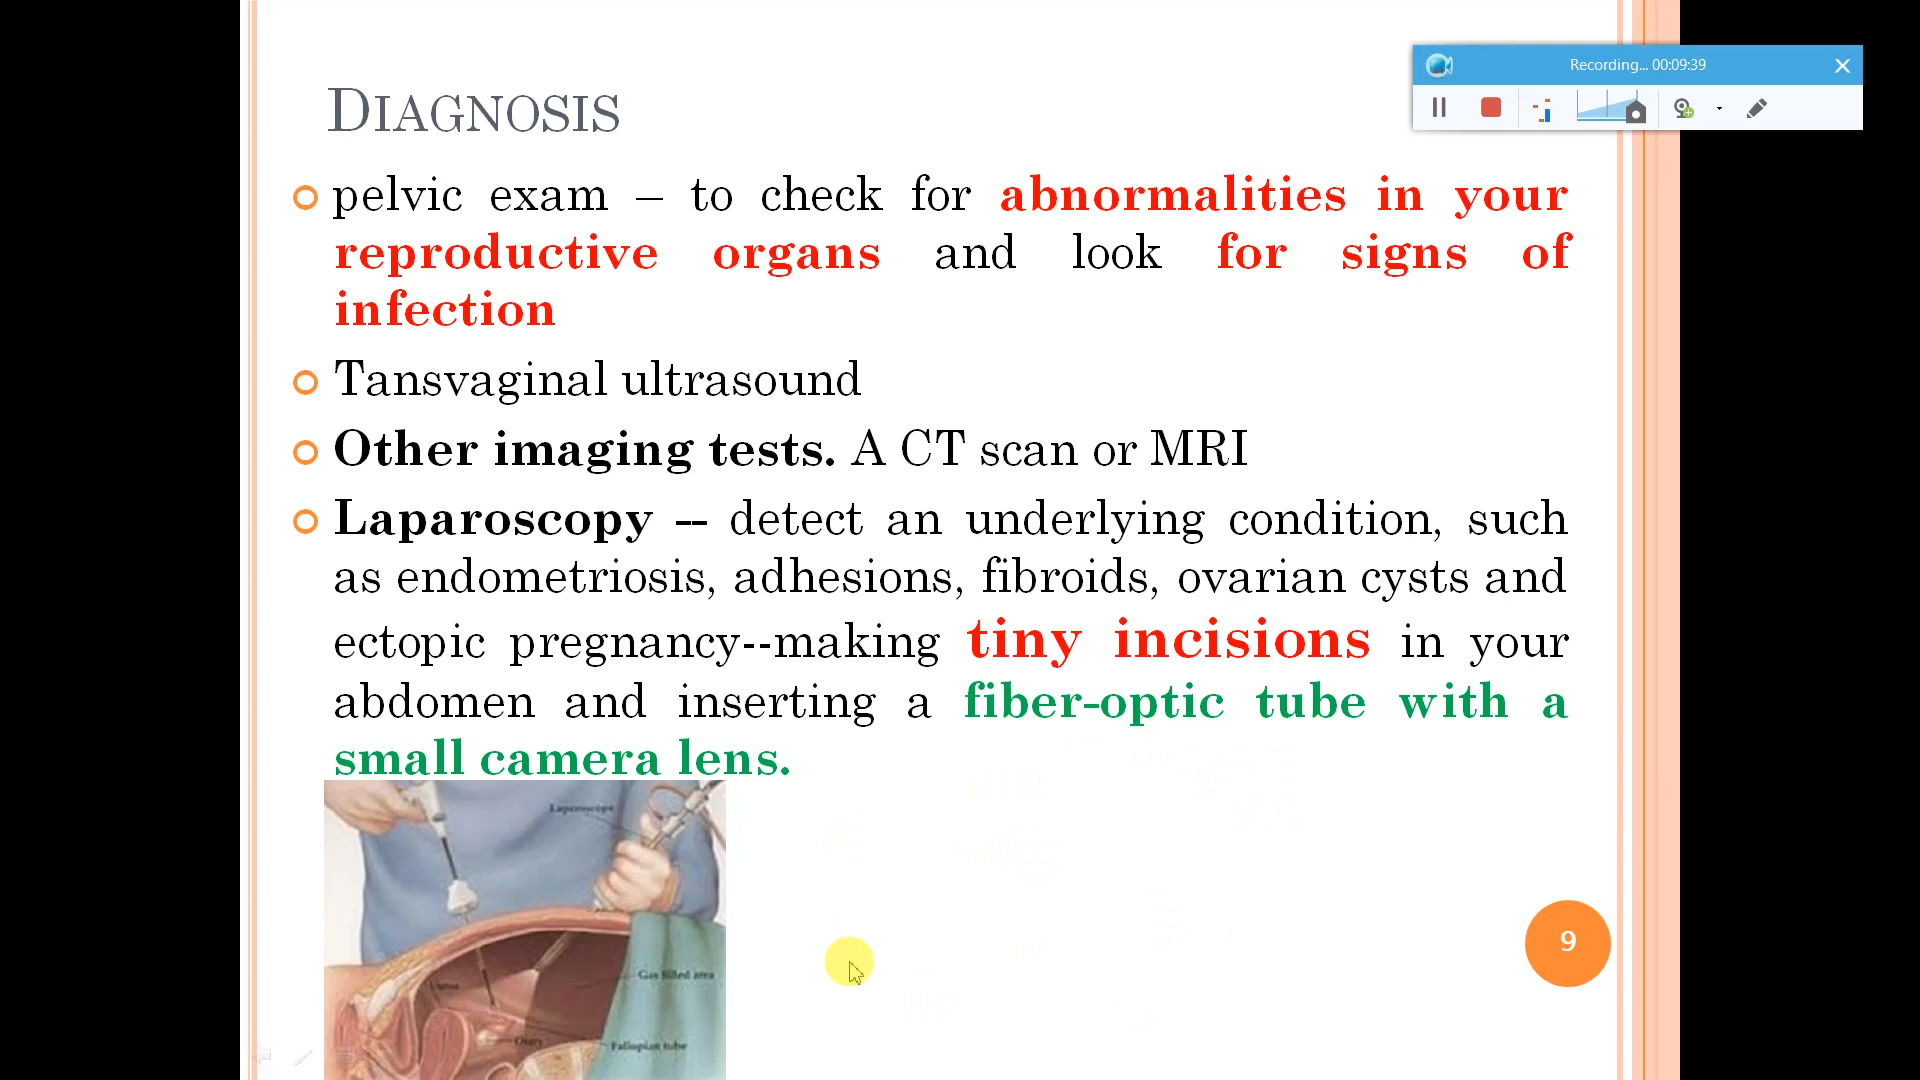 Recording... 00:09:39
DIAGNOSIS
pelvic exam – to check for abnormalities in your
reproductive organs and look for signs of
infection
Tansvaginal ultrasound
Other imaging tests. A CT scan or MRI
Laparoscopy -- detect an underlying condition, such
as endometriosis, adhesions, fibroids, ovarian cysts and
ectopic pregnancy--making tiny incisions in your
abdomen and inserting a fiber-optic tube with a
small camera lens.
Laparoscope
Gas filled area
Uterus
Ovary
Fallopian tube
9